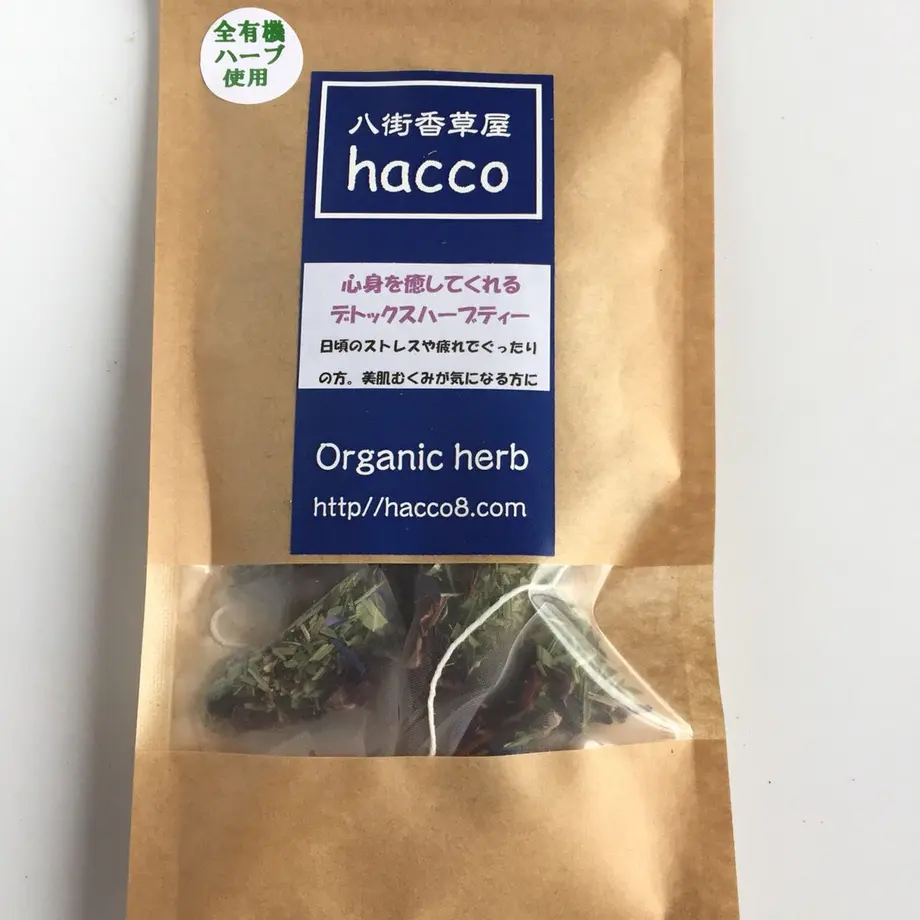 全有機
ハーブ
使用
八街香草屋
hacco
心身を癒してくれる
デトックスハーブティー
日頃のストレスや疲れでぐったり
の方。美肌むくみが気になる方に
Organic herb
http//hacco8.com